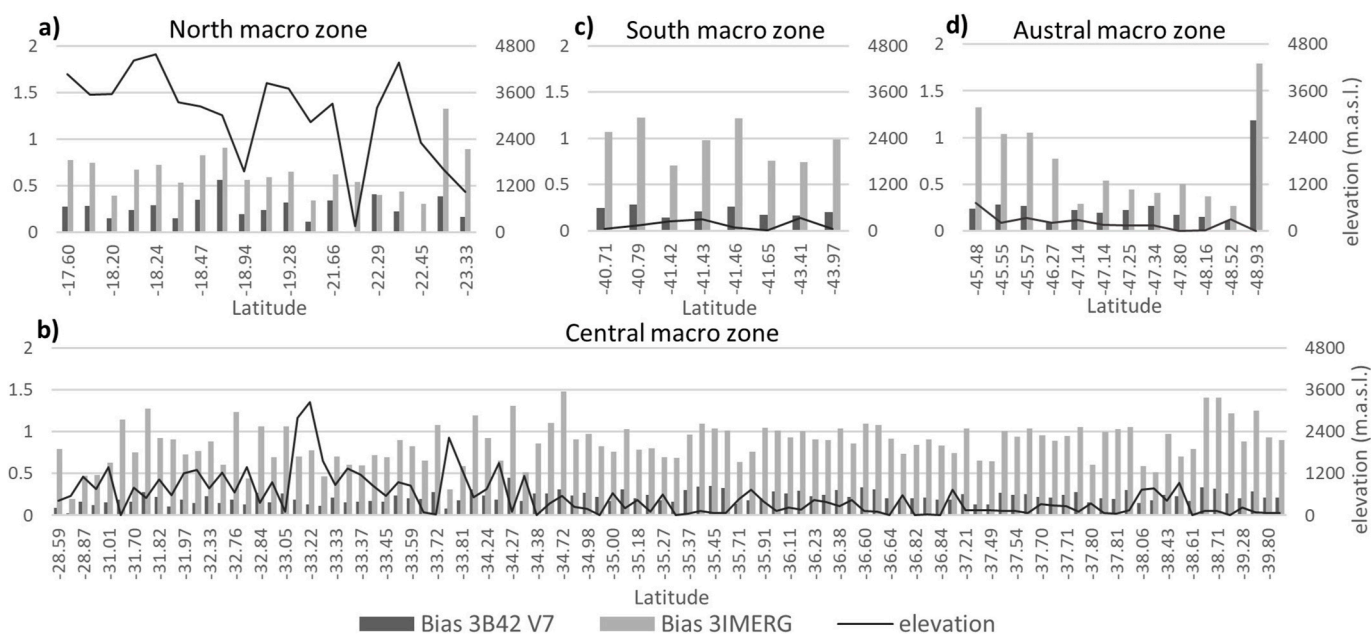 a) North macro zone
2 4800
1.5 3600
1 2400
0.5 1200
0 0
-17.60 -18.20 -18.24 -18.47 -18.94 -19.28 -21.66 -22.29 -22.45 -23.33
Latitude
c) South macro zone
2 4800
1.5 3600
1 2400
0.5 1200
0 0
-40.71 -40.79 -41.42 -41.43 -41.46 -41.65 -43.41 -43.97
Latitude
d) Austral macro zone
2 4800
1.5 3600
1 2400
0.5 1200
0 0
elevation (m.a.s.l.)
-45.48 -45.55 -45.57 -46.27 -47.14 -47.14 -47.25 -47.34 -47.80 -48.16 -48.52 -48.93
Latitude
b) Central macro zone
2 4800
1.5 3600
1 2400
0.5 1200
0 0
elevation (m.a.s.l.)
-28.59 -28.87 -31.01 -31.70 -31.82 -31.97 -32.33 -32.76 -32.84 -33.05 -33.22 -33.33 -33.37 -33.45 -33.59 -33.72 -33.82 -34.24 -34.27 -34.38 -34.72 -34.98 -35.00 -35.18 -35.27 -35.37 -35.45 -35.71 -35.91 -36.11 -36.23 -36.38 -36.60 -36.64 -36.82 -36.84 -37.21 -37.49 -37.54 -37.70 -37.71 -37.80 -37.81 -38.06 -38.43 -38.61 -38.71 -39.28 -39.80
Latitude
Bias 3B42 V7 Bias 3IMERG elevation